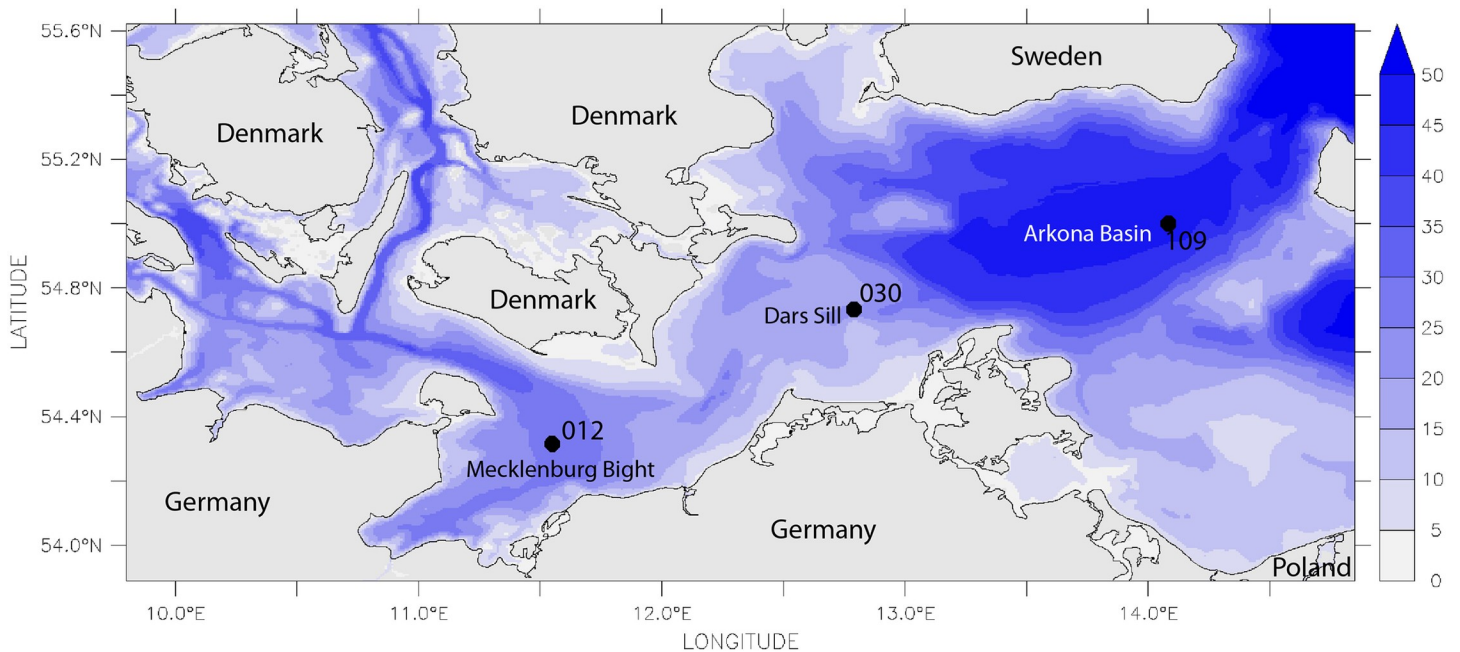 55.6°N
55.2°N
54.8°N
54.4°N
54.0°N
LATITUDE
10.0°E
11.0°E
12.0°E
13.0°E
14.0°E
LONGITUDE
Sweden
Denmark
Denmark
Arkona Basin
109
Denmark
030
Dars Sill
012
Mecklenburg Bight
Germany
Germany
Poland
50
45
40
35
30
25
20
15
10
5
0